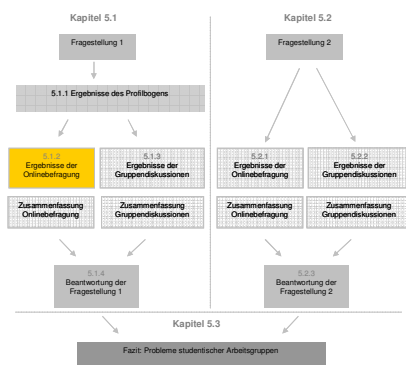 Kapitel 5.1
Kapitel 5.2
Fragestellung 1
Fragestellung 2
5.1.1 Ergebnisse des Profilbogens
5.1.2
Ergebnisse der
Onlinebefragung
5.1.3
Ergebnisse der
Gruppendiskussionen
5.2.1
Ergebnisse der
Onlinebefragung
5.2.2
Ergebnisse der
Gruppendiskussionen
Zusammenfassung
Onlinebefragung
Zusammenfassung
Gruppendiskussionen
Zusammenfassung
Onlinebefragung
Zusammenfassung
Gruppendiskussionen
5.1.4
Beantwortung der
Fragestellung 1
5.2.3
Beantwortung der
Fragestellung 2
Kapitel 5.3
Fazit: Probleme studentischer Arbeitsgruppen